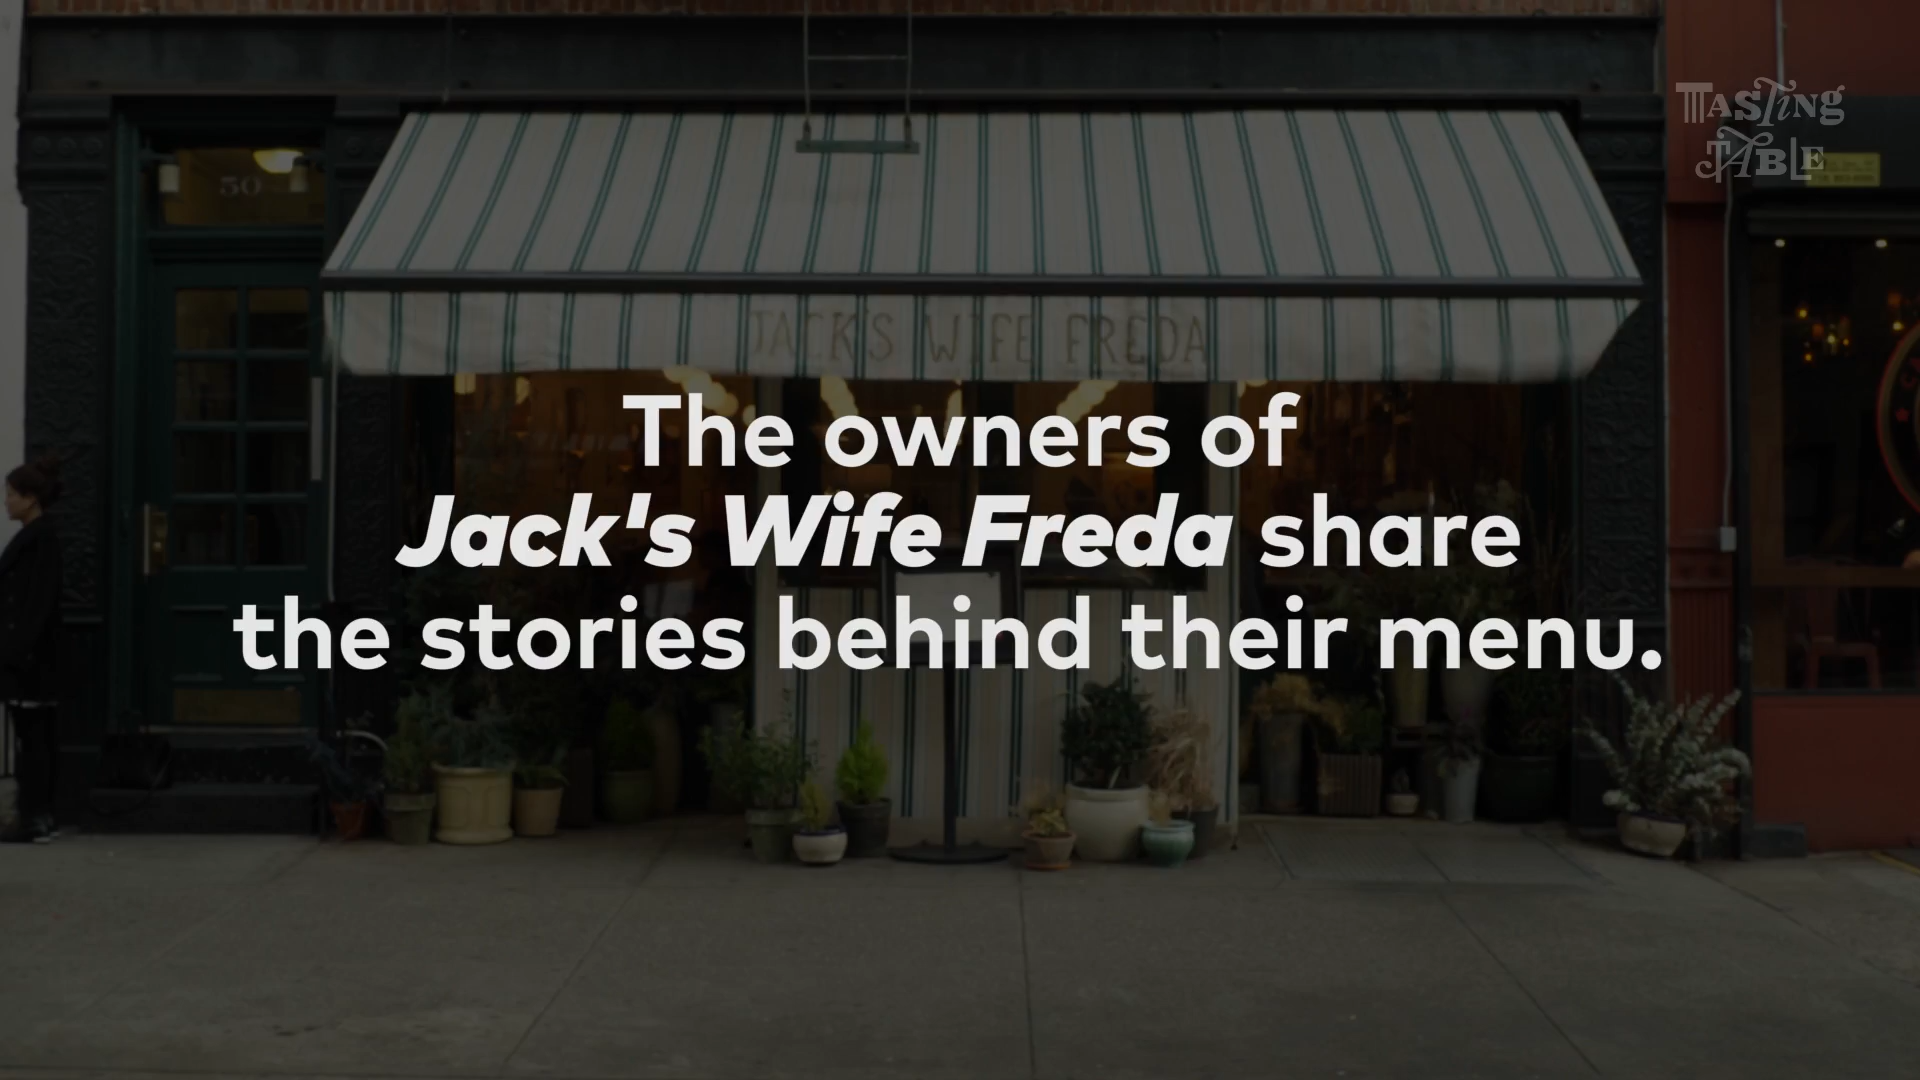 TASTING
TABLE
50
JACK'S WIFE FREDA
The owners of
Jack's Wife Freda share
the stories behind their menu.